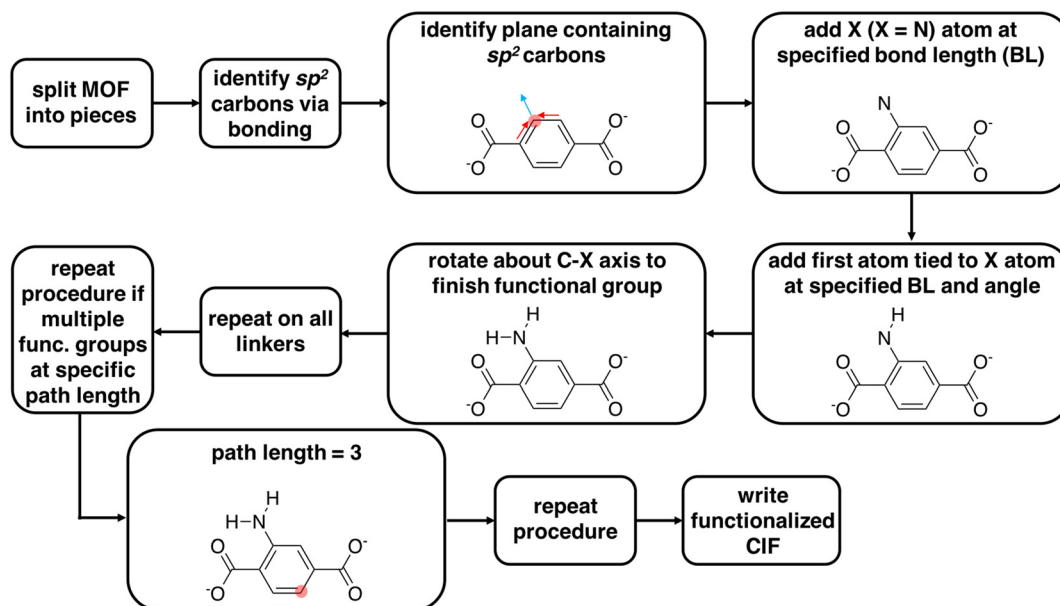 split MOF
into pieces
identify sp²
carbons via
bonding
identify plane containing
sp² carbons
O
⁻O
O⁻
O
add X (X = N) atom at
specified bond length (BL)
N
O
⁻O
O⁻
O
add first atom tied to X atom
at specified BL and angle
H
N
O
⁻O
O⁻
O
rotate about C-X axis to
finish functional group
H
H N
O
⁻O
O⁻
O
repeat on all
linkers
repeat
procedure if
multiple
func. groups
at specific
path length
path length = 3
H
H N
O
⁻O
O⁻
O
repeat
procedure
write
functionalized
CIF